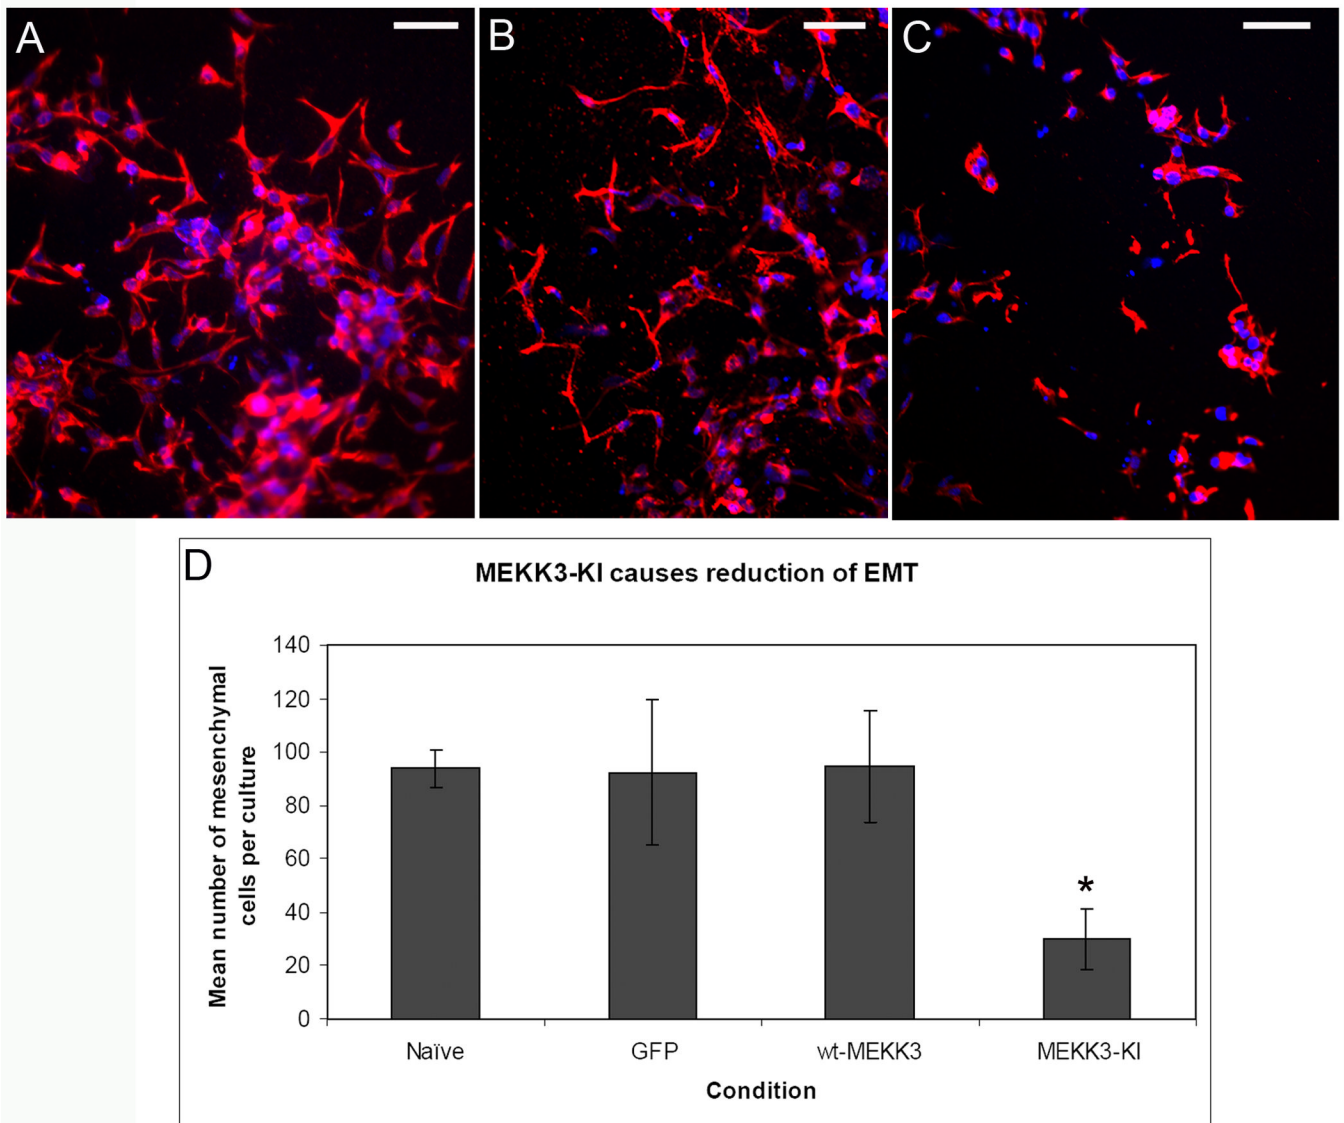 A
B
C
D
MEKK3-KI causes reduction of EMT
Mean number of mesenchymal
cells per culture
140
120
100
80
60
40
20
0
*
Naïve
GFP
wt-MEKK3
MEKK3-KI
Condition